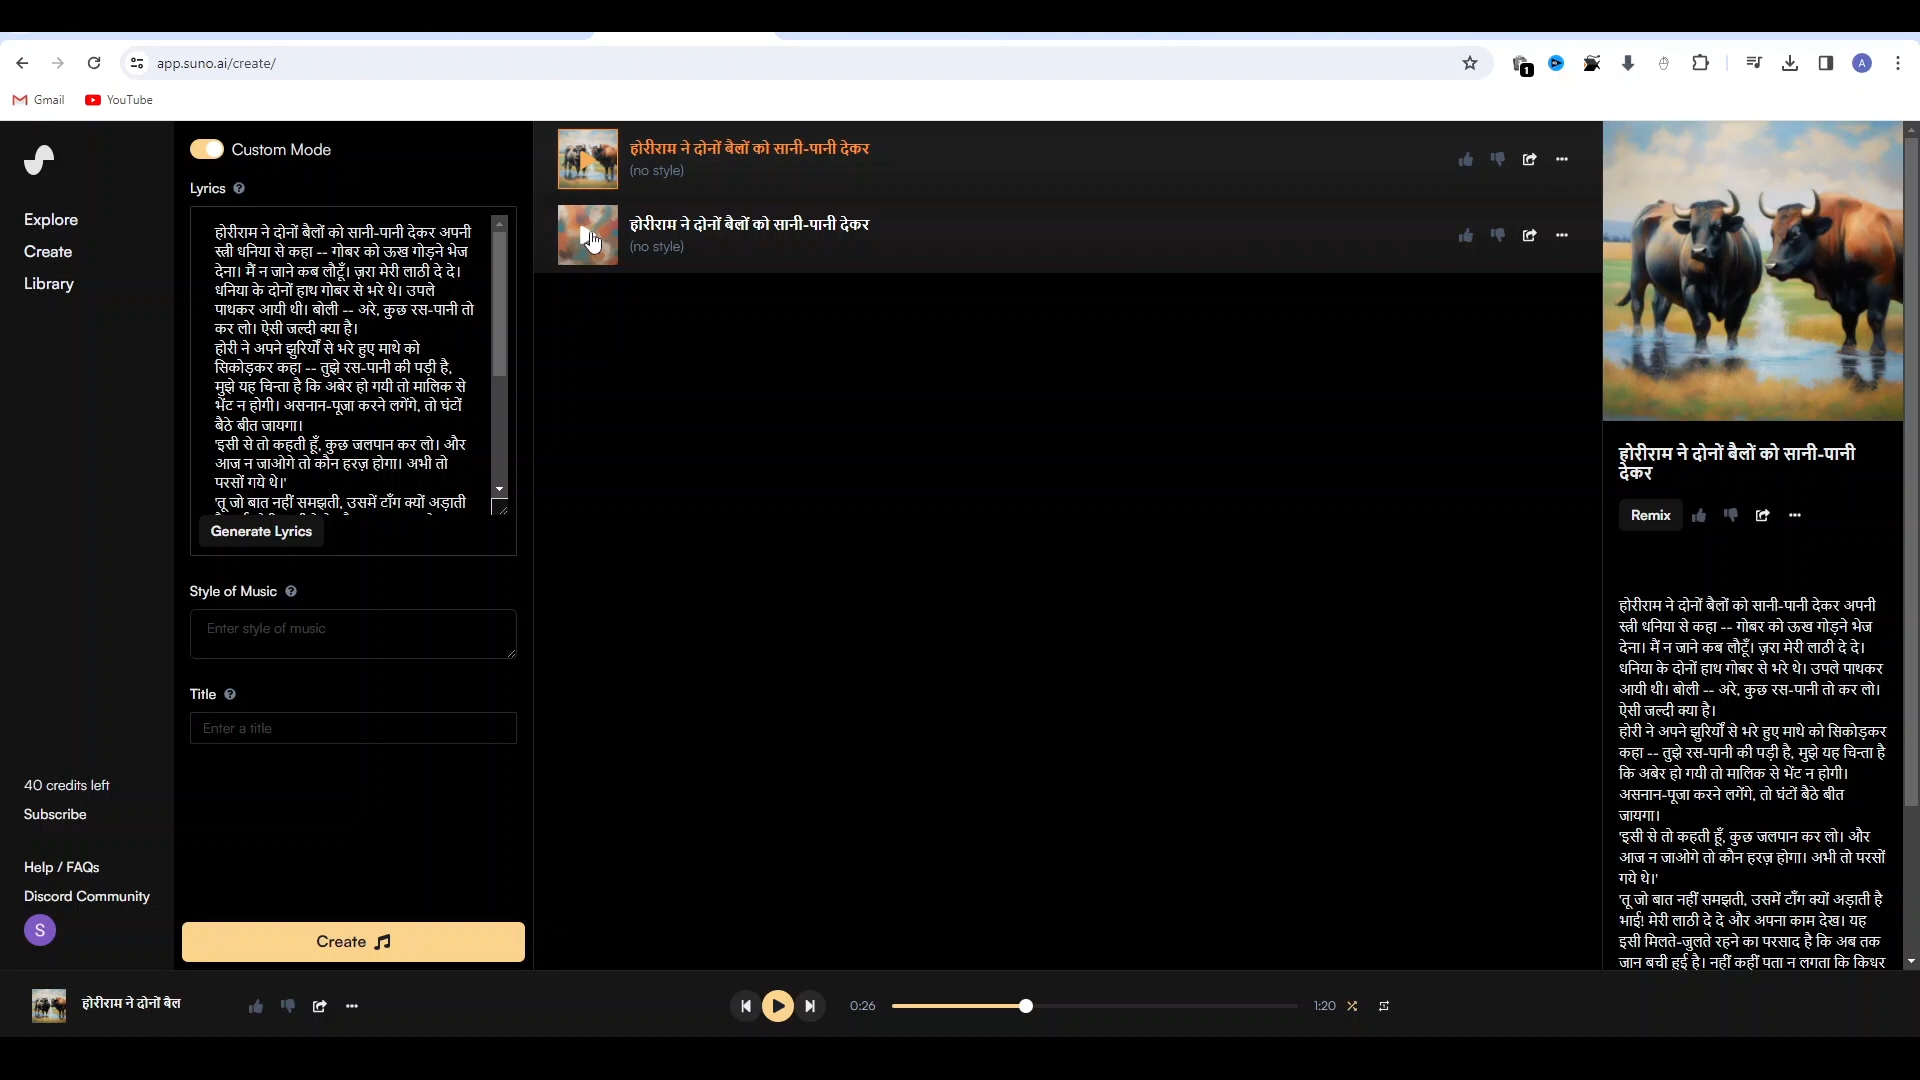 app.suno.ai/create/
1
A
Gmail
YouTube
Explore
Create
Library
40 credits left
Subscribe
Help / FAQs
Discord Community
S
Custom Mode
Lyrics
होरीराम ने दोनों बैलों को सानी-पानी देकर अपनी
स्त्री धनिया से कहा -- गोबर को ऊख गोड़ने भेज
देना। मैं न जाने कब लौटूँ। ज़रा मेरी लाठी दे दे।
धनिया के दोनों हाथ गोबर से भरे थे। उपले
पाथकर आयी थी। बोली -- अरे, कुछ रस-पानी तो
कर लो। ऐसी जल्दी क्या है।
होरी ने अपने झुरियों से भरे हुए माथे को
सिकोड़कर कहा -- तुझे रस-पानी की पड़ी है,
मुझे यह चिन्ता है कि अबेर हो गयी तो मालिक से
भेंट न होगी। असनान-पूजा करने लगेंगे, तो घंटों
बैठे बीत जायगा।
'इसी से तो कहती हूँ, कुछ जलपान कर लो। और
आज न जाओगे तो कौन हरज़ होगा। अभी तो
परसों गये थे।'
'तू जो बात नहीं समझती, उसमें टाँग क्यों अड़ाती
Generate Lyrics
Style of Music
Enter style of music
Title
Enter a title
Create
होरीराम ने दोनों बैलों को सानी-पानी देकर
(no style)
होरीराम ने दोनों बैलों को सानी-पानी देकर
(no style)
होरीराम ने दोनों बैलों को सानी-पानी
देकर
Remix
होरीराम ने दोनों बैलों को सानी-पानी देकर अपनी
स्त्री धनिया से कहा -- गोबर को ऊख गोड़ने भेज
देना। मैं न जाने कब लौटूँ। ज़रा मेरी लाठी दे दे।
धनिया के दोनों हाथ गोबर से भरे थे। उपले पाथकर
आयी थी। बोली -- अरे, कुछ रस-पानी तो कर लो।
ऐसी जल्दी क्या है।
होरी ने अपने झुरियों से भरे हुए माथे को सिकोड़कर
कहा -- तुझे रस-पानी की पड़ी है, मुझे यह चिन्ता है
कि अबेर हो गयी तो मालिक से भेंट न होगी।
असनान-पूजा करने लगेंगे, तो घंटों बैठे बीत
जायगा।
'इसी से तो कहती हूँ, कुछ जलपान कर लो। और
आज न जाओगे तो कौन हरज़ होगा। अभी तो परसों
गये थे।'
'तू जो बात नहीं समझती, उसमें टाँग क्यों अड़ाती है
भाई! मेरी लाठी दे दे और अपना काम देख। यह
इसी मिलते-जुलते रहने का परसाद है कि अब तक
जान बची हुई है। नहीं कहीं पता न लगता कि किधर
होरीराम ने दोनों बैल
0:26
1:20